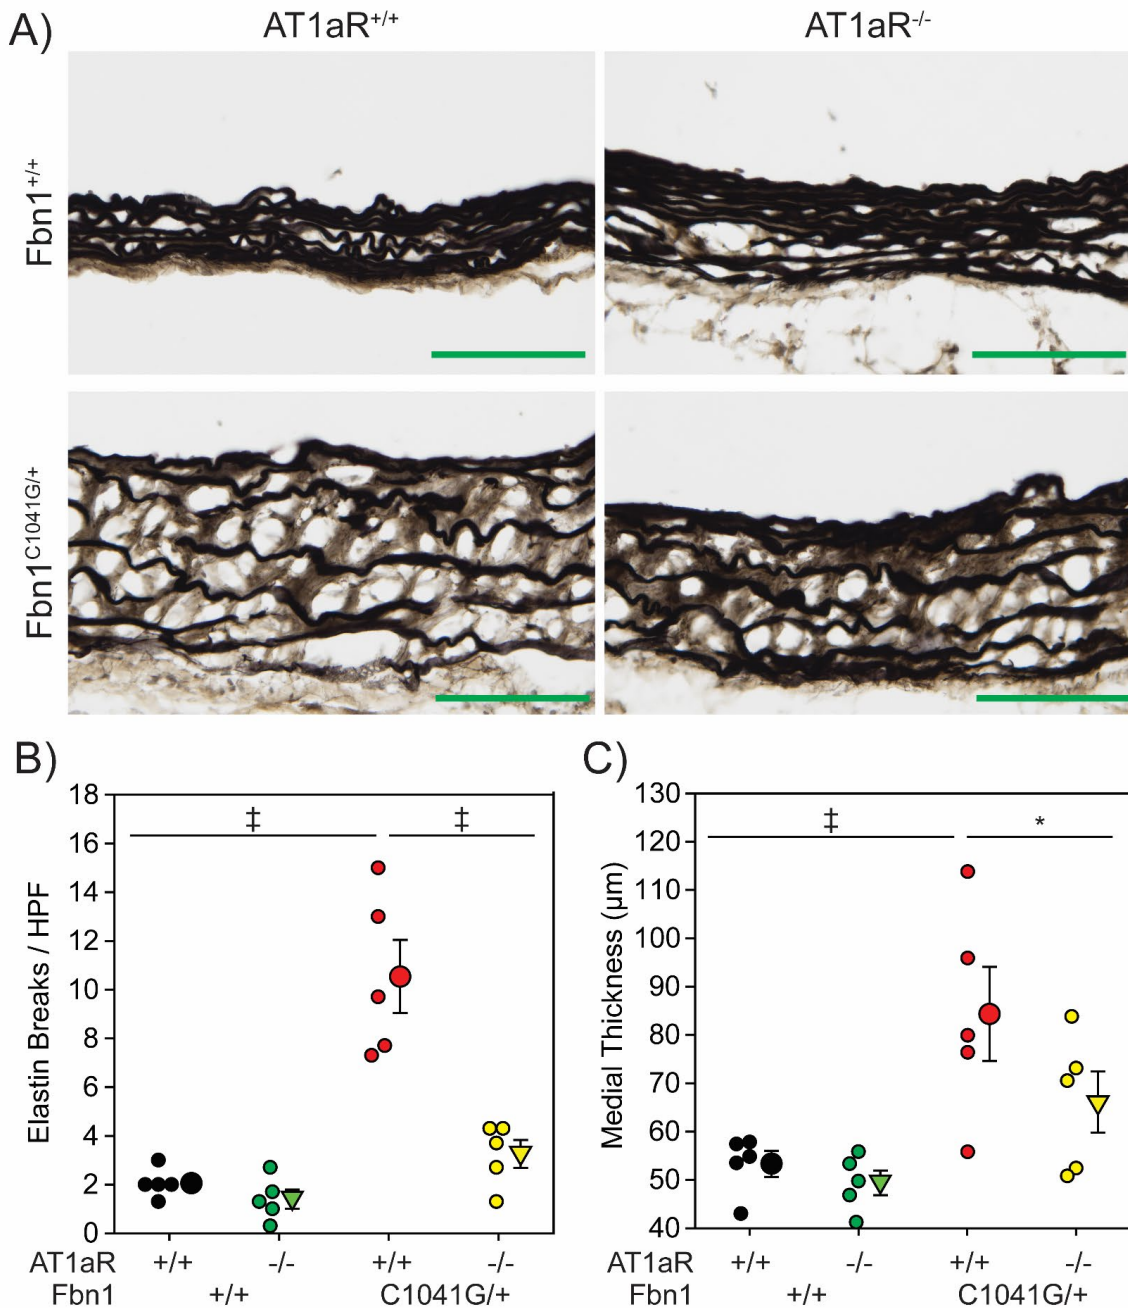 A)
AT1aR+/+
AT1aR-/-
Fbn1+/+
Fbn1C1041G/+
B)
Elastin Breaks / HPF
18
16
14
12
10
8
6
4
2
0
‡
‡
AT1aR +/+ -/- +/+ -/-
Fbn1 +/+ C1041G/+
C)
Medial Thickness (µm)
130
120
110
100
90
80
70
60
50
40
‡
*
AT1aR +/+ -/- +/+ -/-
Fbn1 +/+ C1041G/+